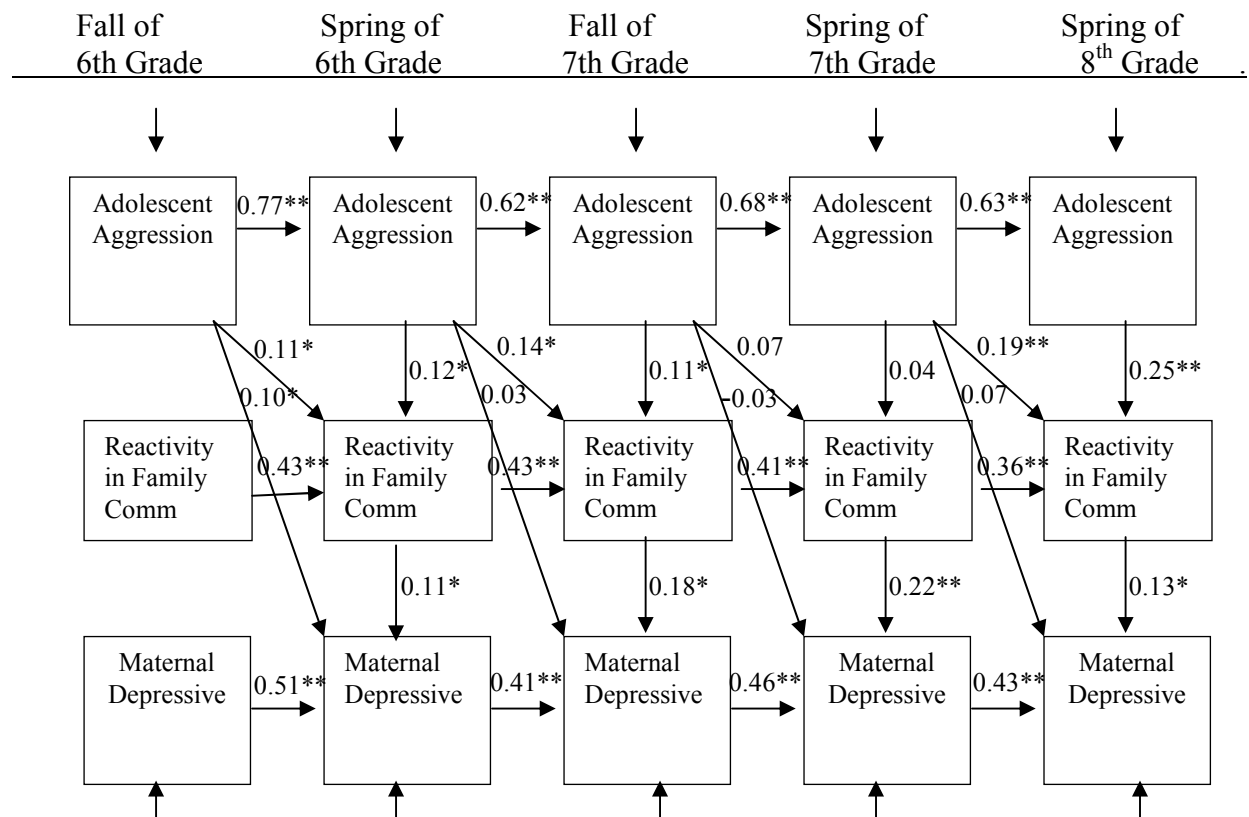 Fall of Spring of Fall of Spring of Spring of
6th Grade 6th Grade 7th Grade 7th Grade 8th Grade .
Adolescent 0.77** Adolescent 0.62** Adolescent 0.68** Adolescent 0.63** Adolescent
Aggression Aggression Aggression Aggression Aggression
0.11* 0.12* 0.14* 0.11* 0.07 0.04 0.19** 0.25**
0.10* 0.03 -0.03 0.07
Reactivity Reactivity Reactivity Reactivity Reactivity
in Family 0.43** in Family 0.43** in Family 0.41** in Family 0.36** in Family
Comm Comm Comm Comm Comm
0.11* 0.18* 0.22** 0.13*
Maternal Maternal Maternal Maternal Maternal
Depressive 0.51** Depressive 0.41** Depressive 0.46** Depressive 0.43** Depressive